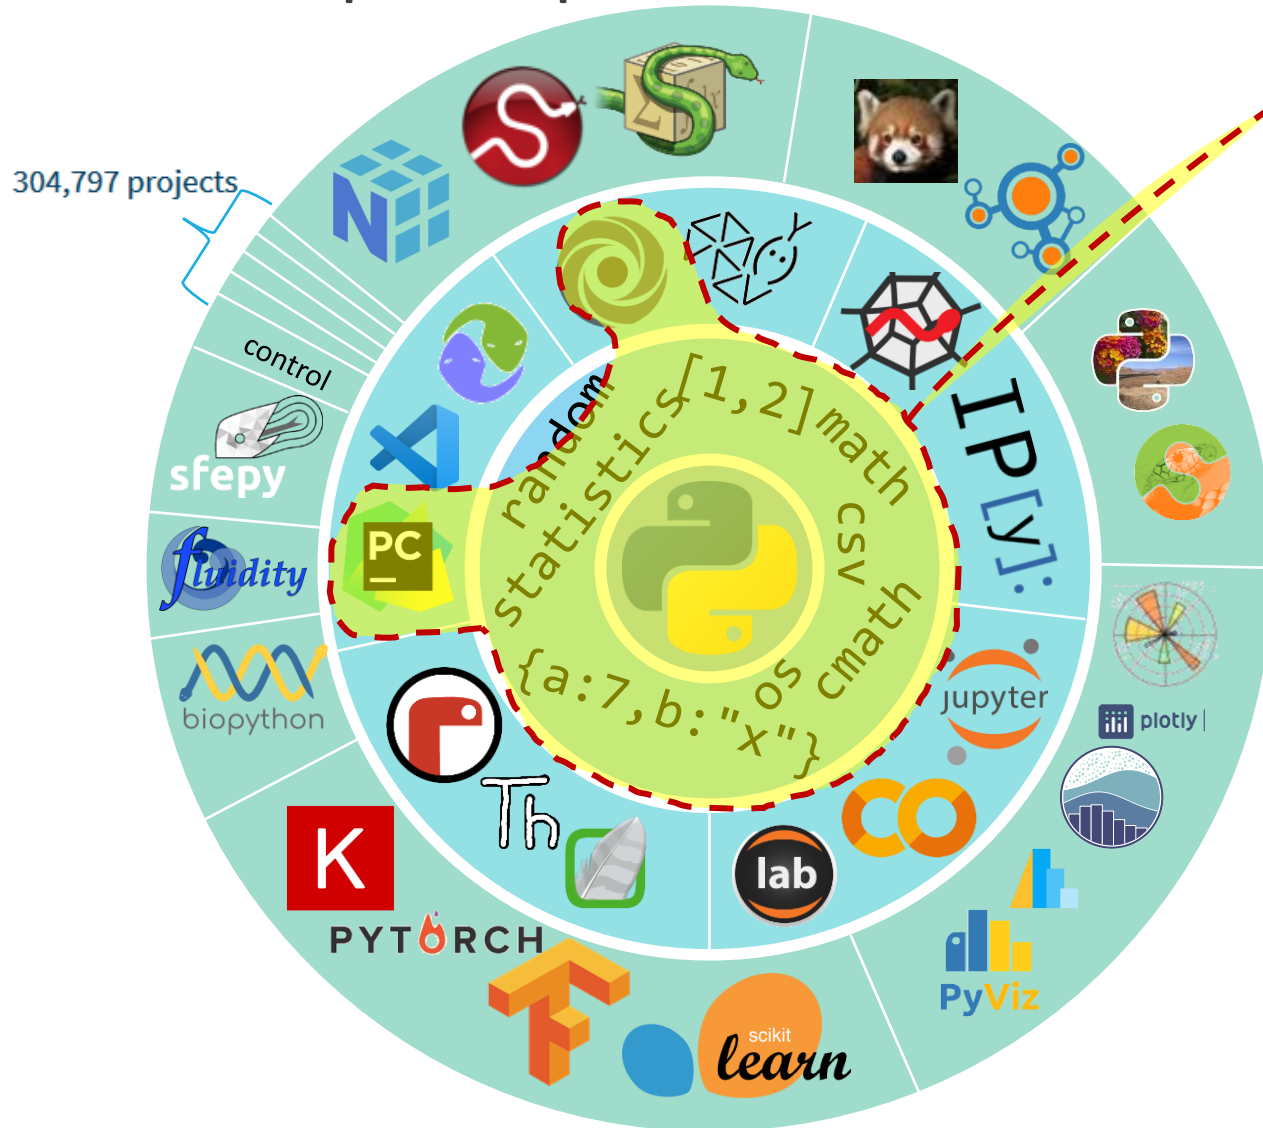 304,797 projects
N
control
sfepy
fluidity
biopython
K
PYTORCH
scikit
learn
PyViz
plotly
IP[y]:
jupyter
CO
lab
Th
PC
random
statistics
[1,2]
math
csv
cmath
os
{a:7,b:"x"}